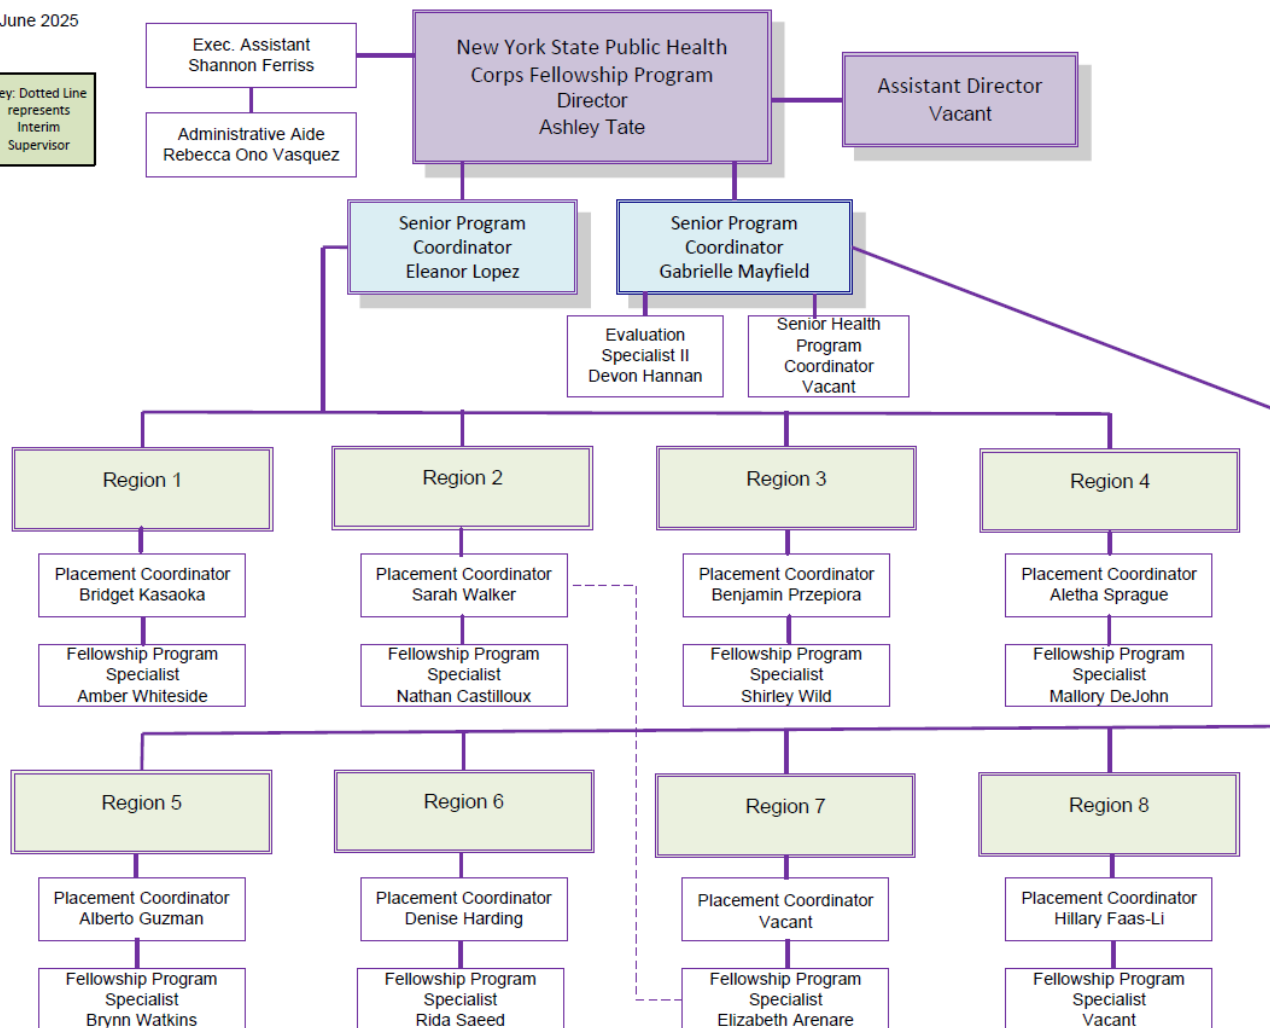 June 2025
Exec. Assistant
Shannon Ferriss
New York State Public Health
Corps Fellowship Program
Director
Ashley Tate
Assistant Director
Vacant
ey: Dotted Line
represents
Interim
Supervisor
Administrative Aide
Rebecca Ono Vasquez
Senior Program
Coordinator
Eleanor Lopez
Senior Program
Coordinator
Gabrielle Mayfield
Evaluation
Specialist II
Devon Hannan
Senior Health
Program
Coordinator
Vacant
Region 1
Region 2
Region 3
Region 4
Placement Coordinator
Bridget Kasaoka
Placement Coordinator
Sarah Walker
Placement Coordinator
Benjamin Przepiora
Placement Coordinator
Aletha Sprague
Fellowship Program
Specialist
Amber Whiteside
Fellowship Program
Specialist
Nathan Castilloux
Fellowship Program
Specialist
Shirley Wild
Fellowship Program
Specialist
Mallory DeJohn
Region 5
Region 6
Region 7
Region 8
Placement Coordinator
Alberto Guzman
Placement Coordinator
Denise Harding
Placement Coordinator
Vacant
Placement Coordinator
Hillary Faas-Li
Fellowship Program
Specialist
Brynn Watkins
Fellowship Program
Specialist
Rida Saeed
Fellowship Program
Specialist
Elizabeth Arenare
Fellowship Program
Specialist
Vacant